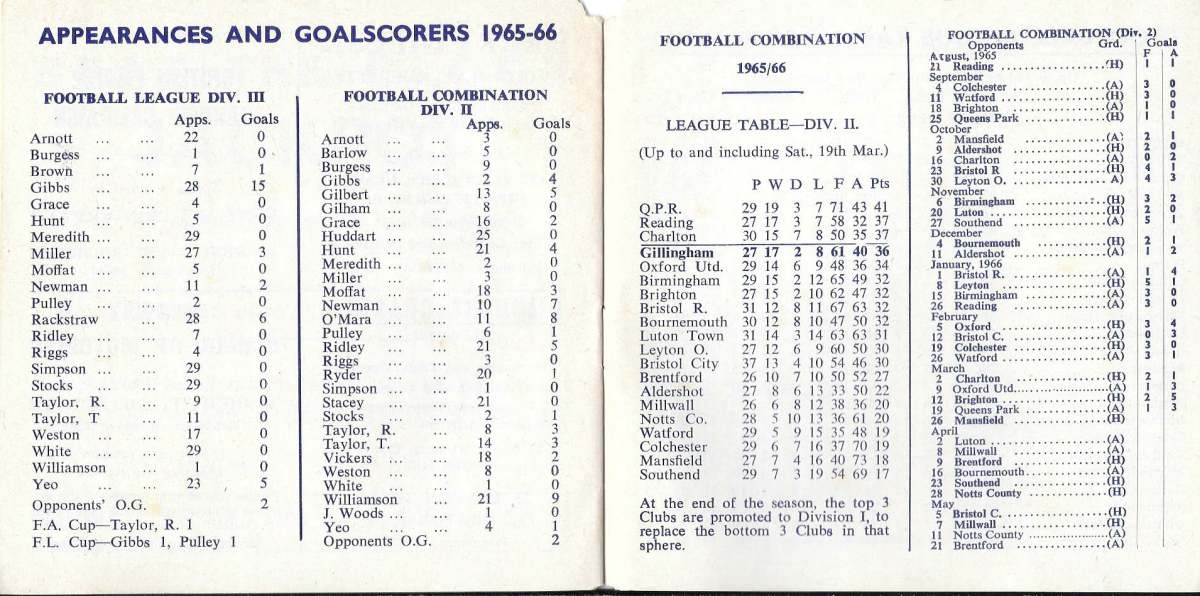 APPEARANCES AND GOALSCORERS 1965-66
FOOTBALL LEAGUE DIV. III
Apps. Goals
Arnott ... ... 22 0
Burgess ... ... 1 0
Brown ... ... 7 1
Gibbs ... ... 28 15
Grace ... ... 4 0
Hunt ... ... 5 0
Meredith ... ... 29 0
Miller ... ... 27 3
Moffat ... ... 5 0
Newman ... ... 11 2
Pulley ... ... 2 0
Rackstraw ... 28 6
Ridley ... ... 7 0
Riggs ... ... 4 0
Simpson ... ... 29 0
Stocks ... ... 29 0
Taylor, R. ... 1 0
Taylor, T. ... 11 0
Weston ... ... 17 0
White ... ... 29 0
Williamson ... 1 0
Yeo ... ... 23 5
Opponents' O.G. 2
F.A. Cup—Taylor, R. 1
F.L. Cup—Gibbs 1, Pulley 1
FOOTBALL COMBINATION
DIV. II
Apps. Goals
Arnott ... ... 3 0
Barlow ... ... 5 0
Burgess ... ... 9 0
Gibbs ... ... 2 4
Gilbert ... ... 13 5
Gilham ... ... 8 0
Grace ... ... 16 2
Huddart ... ... 25 0
Hunt ... ... 21 4
Meredith ... ... 2 0
Miller ... ... 3 0
Moffat ... ... 18 3
Newman ... ... 10 7
O'Mara ... ... 11 8
Pulley ... ... 6 1
Ridley ... ... 21 5
Riggs ... ... 3 0
Ryder ... ... 20 1
Simpson ... ... 1 0
Stacey ... ... 21 0
Stocks ... ... 2 1
Taylor, R. ... 8 3
Taylor, T. ... 14 3
Vickers ... ... 18 2
Weston ... ... 8 0
White ... ... 1 0
Williamson ... 21 9
J. Woods ... ... 1 0
Yeo ... ... 4 1
Opponents O.G. 2
FOOTBALL COMBINATION
1965/66
LEAGUE TABLE—DIV. II.
(Up to and including Sat., 19th Mar.)
P W D L F A Pts
Q.P.R. 29 19 3 7 71 43 41
Reading 27 17 3 7 58 32 37
Charlton 30 15 7 8 50 35 37
Gillingham 27 17 2 8 61 40 36
Oxford Utd. 29 14 6 9 48 36 34
Birmingham 29 15 2 12 65 49 32
Brighton 27 15 2 10 62 47 32
Bristol R. 31 12 8 11 67 63 32
Bournemouth 30 12 8 10 47 50 32
Luton Town 31 14 3 14 63 63 31
Leyton O. 27 12 6 9 60 50 30
Bristol City 37 13 4 10 54 46 30
Brentford 26 10 7 10 50 52 27
Aldershot 27 8 6 13 33 50 22
Millwall 26 6 8 12 38 36 20
Notts Co. 28 5 10 13 36 61 20
Watford 29 5 9 15 35 48 19
Colchester 29 6 7 16 37 70 19
Mansfield 27 7 4 16 40 73 18
Southend 29 7 3 19 54 69 17
At the end of the season, the top 3
Clubs are promoted to Division I, to
replace the bottom 3 Clubs in that
sphere.
FOOTBALL COMBINATION (Div. 2)
Opponents Grd. Goals
August, 1965 F A
21 Reading (H) 1 1
September
4 Colchester (A) 3 0
11 Watford (H) 3 0
18 Brighton (A) 1 0
25 Queens Park (H) 1 1
October
2 Mansfield (A) 2 1
9 Aldershot (H) 2 0
16 Charlton (A) 0 2
23 Bristol R (H) 4 1
30 Leyton O. A) 4 3
November
6 Birmingham (H) 3 2
20 Luton (H) 2 0
27 Southend (A) 5 1
December
4 Bournemouth (H) 2 1
11 Aldershot (A) 1 2
January, 1966
1 Bristol R. (A) 1 4
8 Leyton (H) 5 1
15 Birmingham (A) 3 0
26 Reading (A) 3 0
February
5 Oxford (H) 3 4
12 Bristol C. (A) 0 3
19 Colchester (H) 3 0
26 Watford (A) 3 1
March
2 Charlton (H) 2 1
9 Oxford Utd. (A) 1 3
12 Brighton (H) 2 5
19 Queens Park (A) 1 3
26 Mansfield (H)
April
2 Luton (A)
8 Millwall (A)
9 Brentford (H)
16 Bournemouth (A)
23 Southend (H)
28 Notts County (H)
May
5 Bristol C. (H)
7 Millwall (H)
11 Notts County (A)
21 Brentford (A)